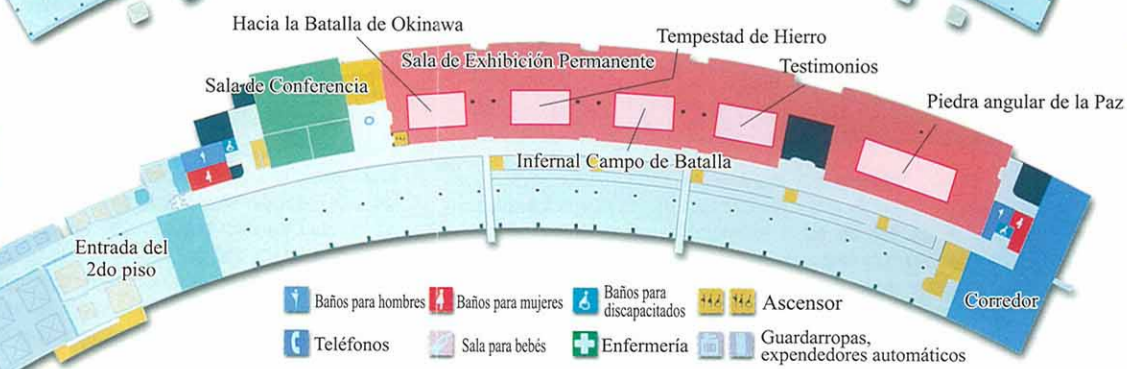 Hacia la Batalla de Okinawa
Tempestad de Hierro
Sala de Exhibición Permanente
Testimonios
Sala de Conferencia
Piedra angular de la Paz
Infernal Campo de Batalla
Entrada del
2do piso
Corredor
Baños para hombres
Baños para mujeres
Baños para
discapacitados
Ascensor
Teléfonos
Sala para bebés
Enfermería
Guardarropas,
expendedores automáticos